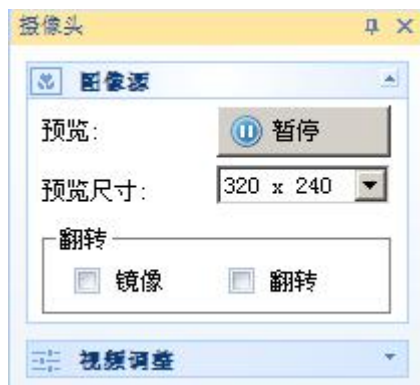 摄像头
图像源
预览:
暂停
预览尺寸:
320 x 240
翻转
镜像
翻转
视频调整